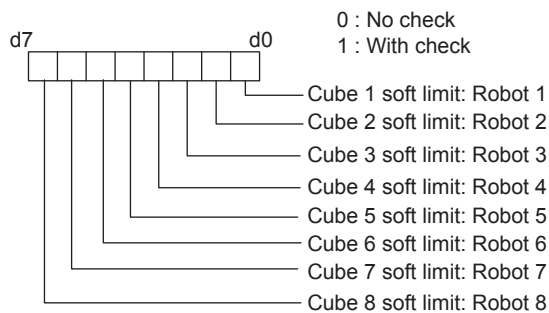 0 : No check
d7 d0
1 : With check
Cube 1 soft limit: Robot 1
Cube 2 soft limit: Robot 2
Cube 3 soft limit: Robot 3
Cube 4 soft limit: Robot 4
Cube 5 soft limit: Robot 5
Cube 6 soft limit: Robot 6
Cube 7 soft limit: Robot 7
Cube 8 soft limit: Robot 8